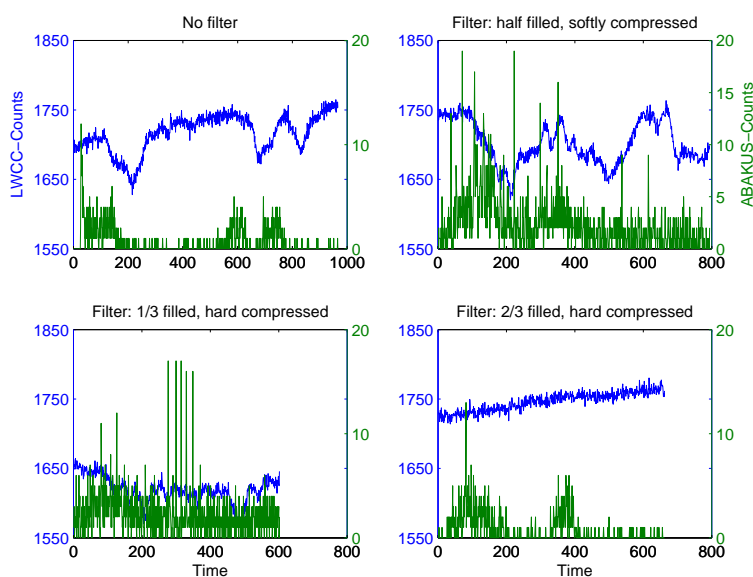 No filter
Filter: half filled, softly compressed
1850
1750
1650
1550
LWCC−Counts
20
10
0
0 200 400 600 800 1000
1850
1750
1650
1550
20
15
10
5
0
ABAKUS−Counts
0 200 400 600 800
Filter: 1/3 filled, hard compressed
Filter: 2/3 filled, hard compressed
1850
1750
1650
1550
20
10
0
0 200 400 600 800
Time
1850
1750
1650
1550
20
10
0
0 200 400 600 800
Time